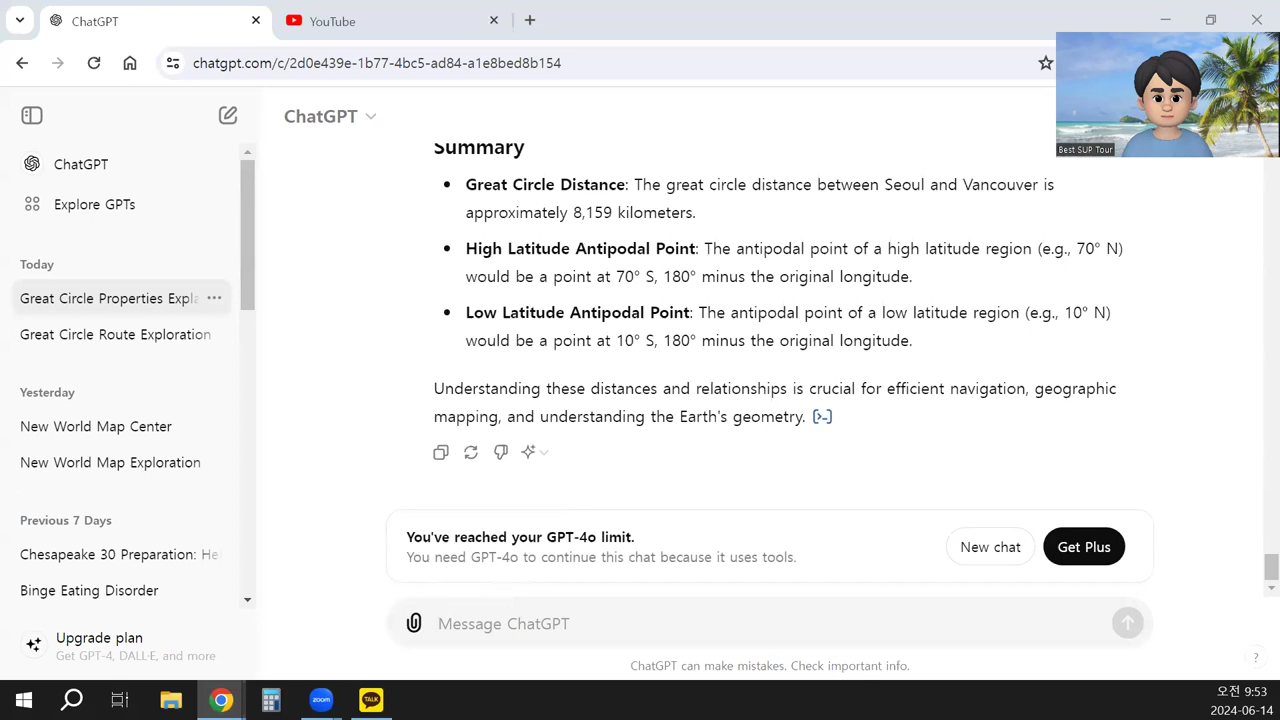 ChatGPT
YouTube
chatgpt.com/c/2d0e439e-1b77-4bc5-ad84-a1e8bed8b154
Best SUP Tour
ChatGPT
Explore GPTs
Today
Great Circle Properties Expla
Great Circle Route Exploration
Yesterday
New World Map Center
New World Map Exploration
Previous 7 Days
Chesapeake 30 Preparation: He
Binge Eating Disorder
Upgrade plan
Get GPT-4, DALL·E, and more
ChatGPT
Summary
Great Circle Distance: The great circle distance between Seoul and Vancouver is
approximately 8,159 kilometers.
High Latitude Antipodal Point: The antipodal point of a high latitude region (e.g., 70° N)
would be a point at 70° S, 180° minus the original longitude.
Low Latitude Antipodal Point: The antipodal point of a low latitude region (e.g., 10° N)
would be a point at 10° S, 180° minus the original longitude.
Understanding these distances and relationships is crucial for efficient navigation, geographic
mapping, and understanding the Earth's geometry.
You've reached your GPT-4o limit.
You need GPT-4o to continue this chat because it uses tools.
New chat
Get Plus
Message ChatGPT
ChatGPT can make mistakes. Check important info.
?
zoom
TALK
오전 9:53
2024-06-14